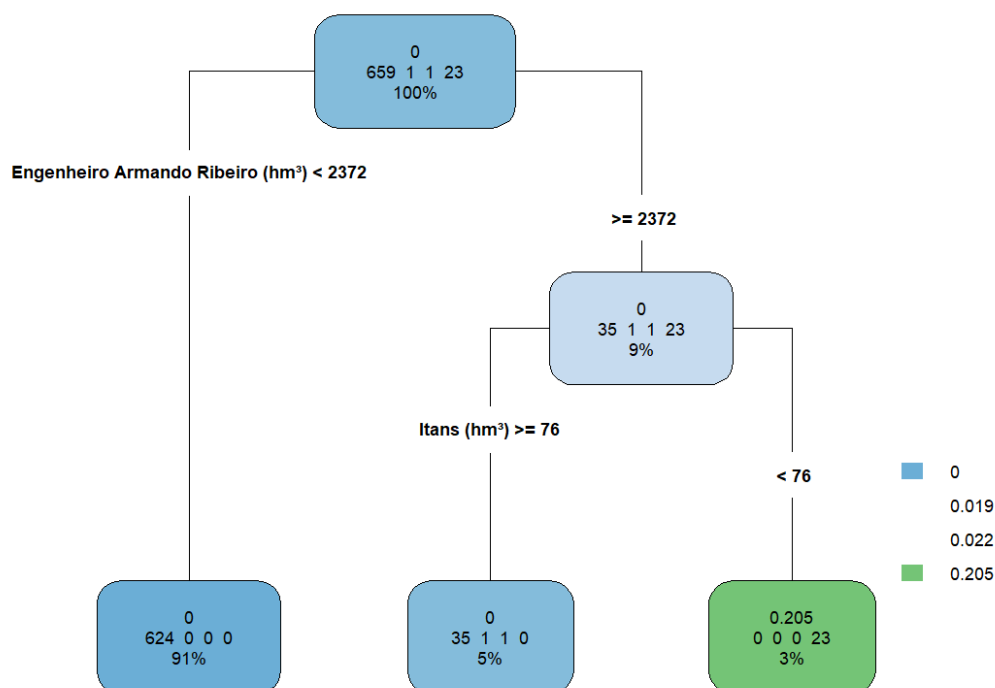 0
659 1 1 23
100%
Engenheiro Armando Ribeiro (hm³) < 2372
>= 2372
0
35 1 1 23
9%
Itans (hm³) >= 76
< 76
0
0.019
0.022
0.205
0
624 0 0 0
91%
0
35 1 1 0
5%
0.205
0 0 0 23
3%